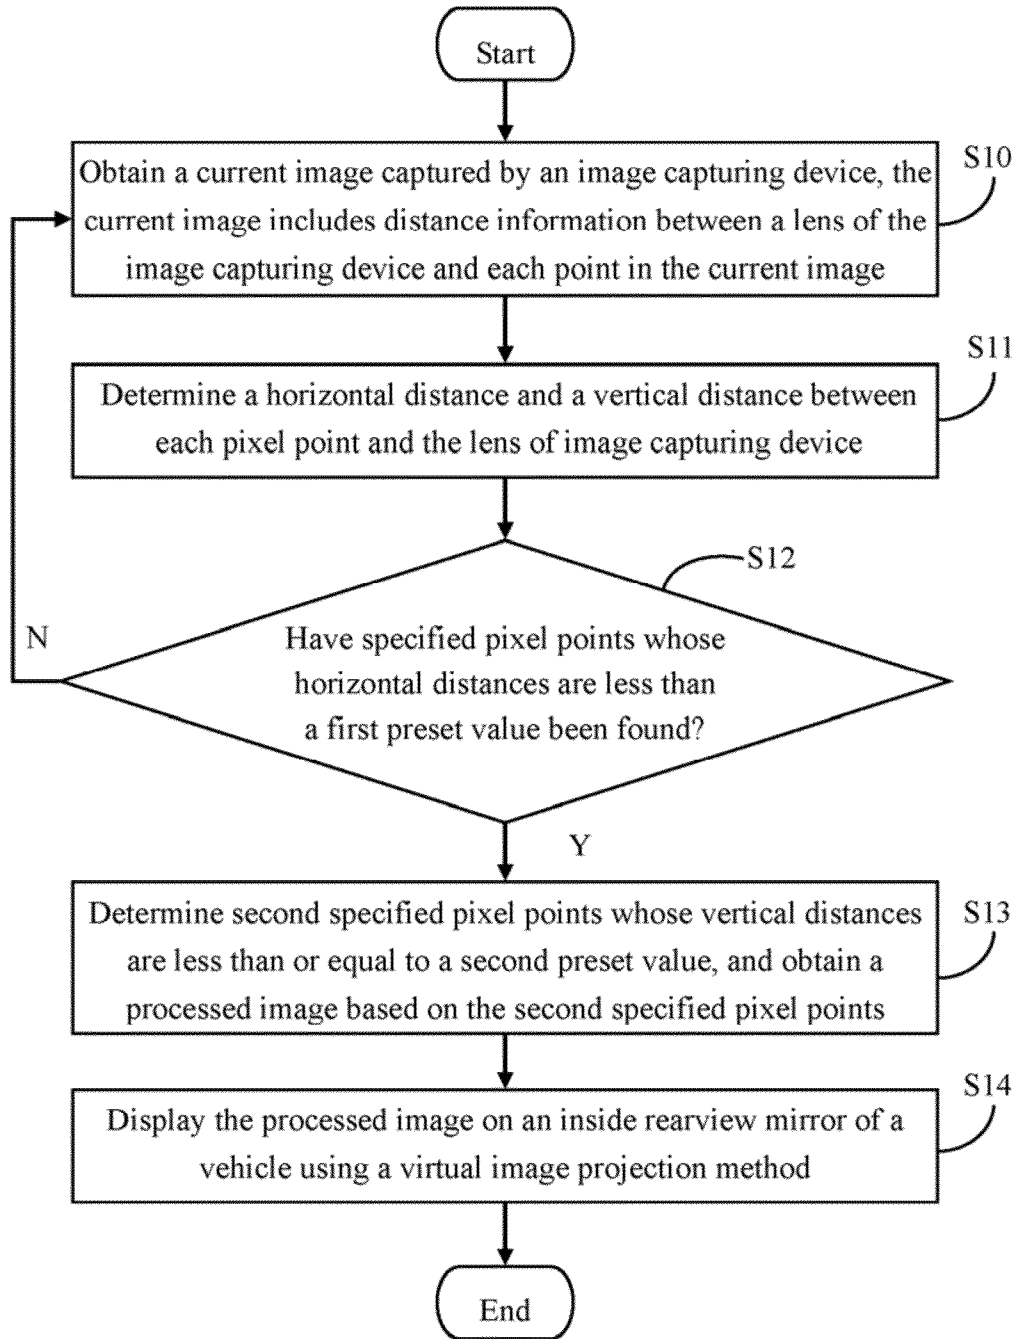 Start
Obtain a current image captured by an image capturing device, the
current image includes distance information between a lens of the
image capturing device and each point in the current image
S10
Determine a horizontal distance and a vertical distance between
each pixel point and the lens of image capturing device
S11
Have specified pixel points whose
horizontal distances are less than
a first preset value been found?
S12
N
Y
Determine second specified pixel points whose vertical distances
are less than or equal to a second preset value, and obtain a
processed image based on the second specified pixel points
S13
Display the processed image on an inside rearview mirror of a
vehicle using a virtual image projection method
S14
End